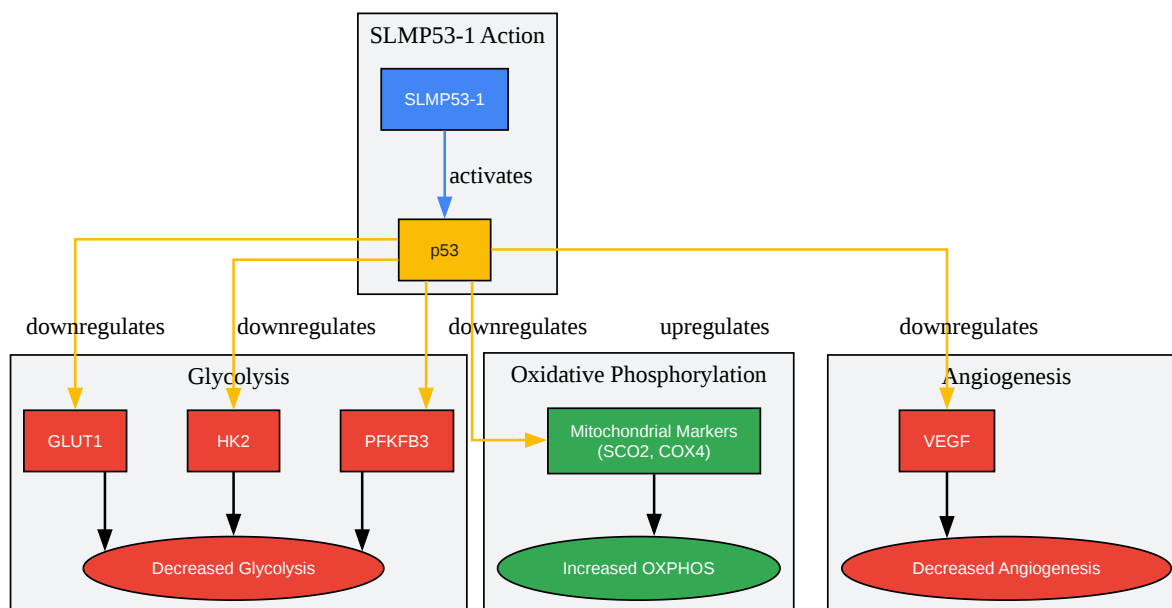 SLMP53-1 Action
SLMP53-1
activates
p53
downregulates
downregulates
downregulates
upregulates
downregulates
Glycolysis
Oxidative Phosphorylation
Angiogenesis
GLUT1
HK2
PFKFB3
Mitochondrial Markers
(SCO2, COX4)
VEGF
Decreased Glycolysis
Increased OXPHOS
Decreased Angiogenesis